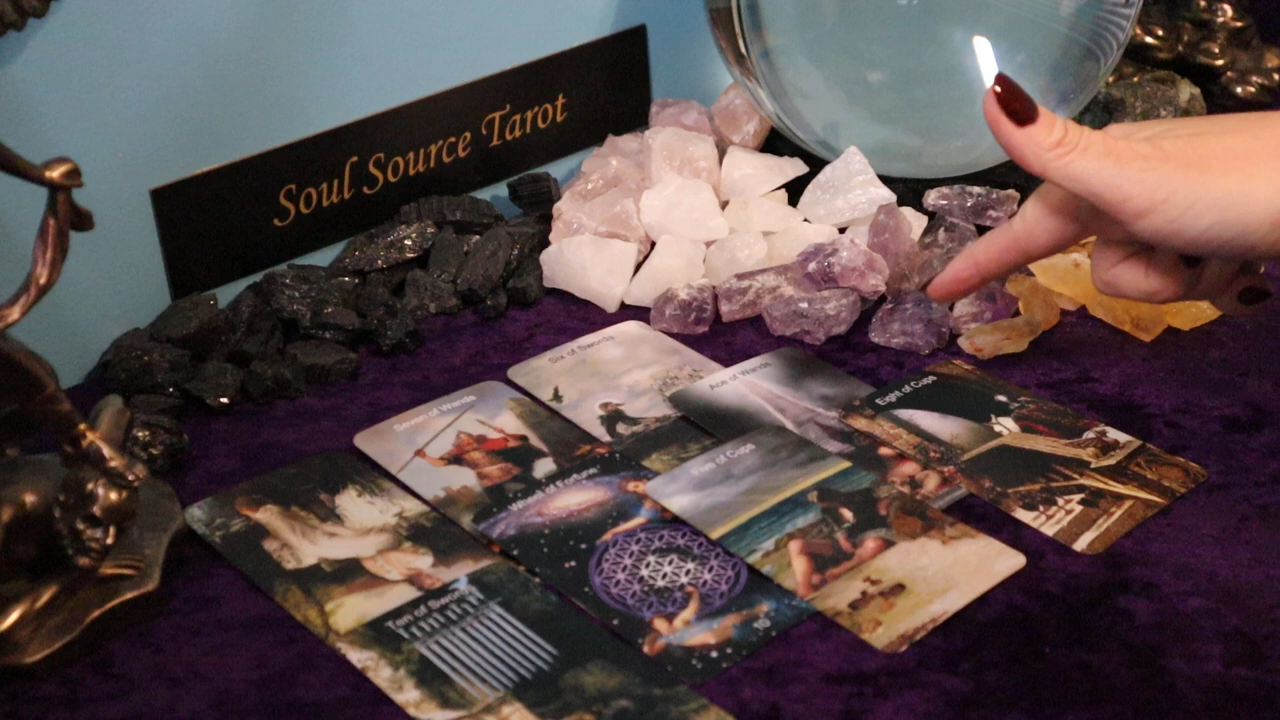 Soul Source Tarot
Six of Swords
Ace of Wands
Eight of Cups
Seven of Wands
Five of Cups
Wheel of Fortune
Ten of Swords
10